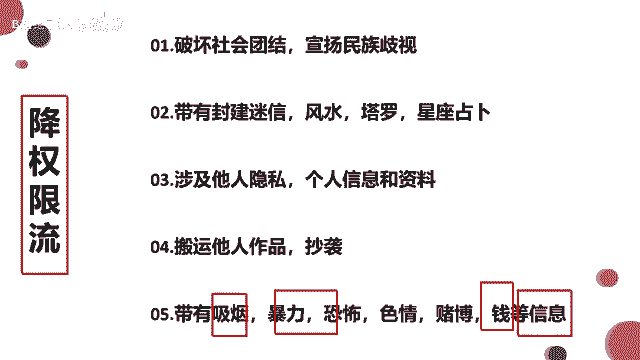 01.破坏社会团结，宣扬民族歧视
02.带有封建迷信，风水，塔罗，星座占卜
降权限流
03.涉及他人隐私，个人信息和资料
04.搬运他人作品，抄袭
05.带有吸烟，暴力，恐怖，色情，赌博，钱等信息